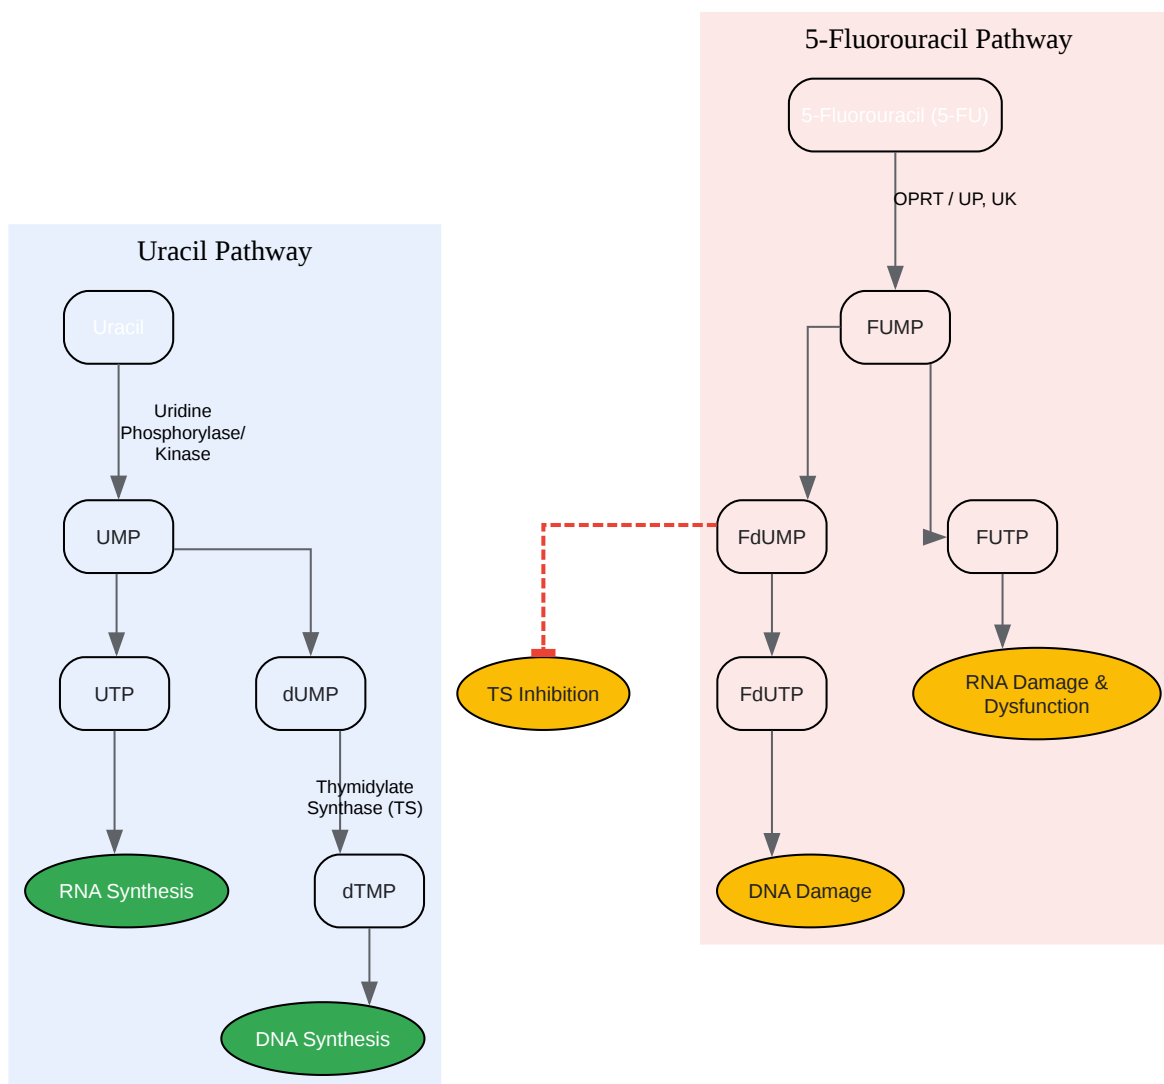 5-Fluorouracil Pathway
5-Fluorouracil (5-FU)
OPRT / UP, UK
FUMP
FdUMP
FUTP
FdUTP
RNA Damage &
Dysfunction
DNA Damage
TS Inhibition
Uracil Pathway
Uracil
Uridine
Phosphorylase/
Kinase
UMP
UTP
dUMP
Thymidylate
Synthase (TS)
RNA Synthesis
dTMP
DNA Synthesis